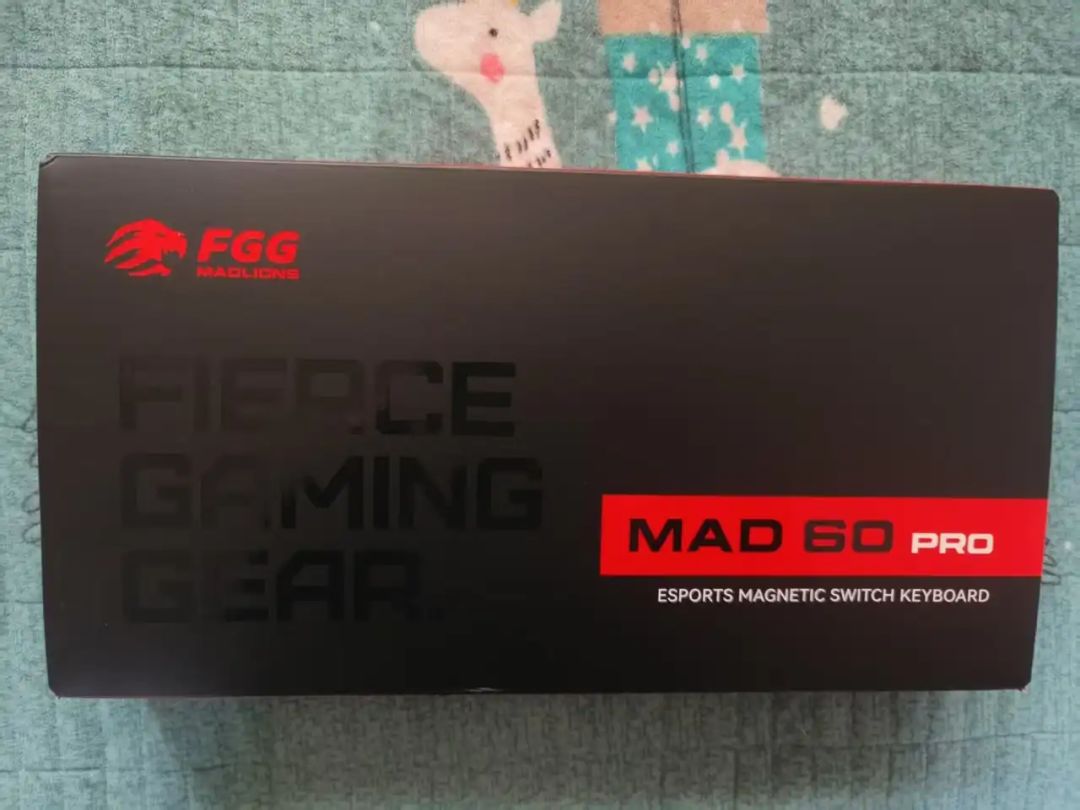 FGG
MADLIONS
FIERCE
GAMING
GEAR.
MAD 60 PRO
ESPORTS MAGNETIC SWITCH KEYBOARD